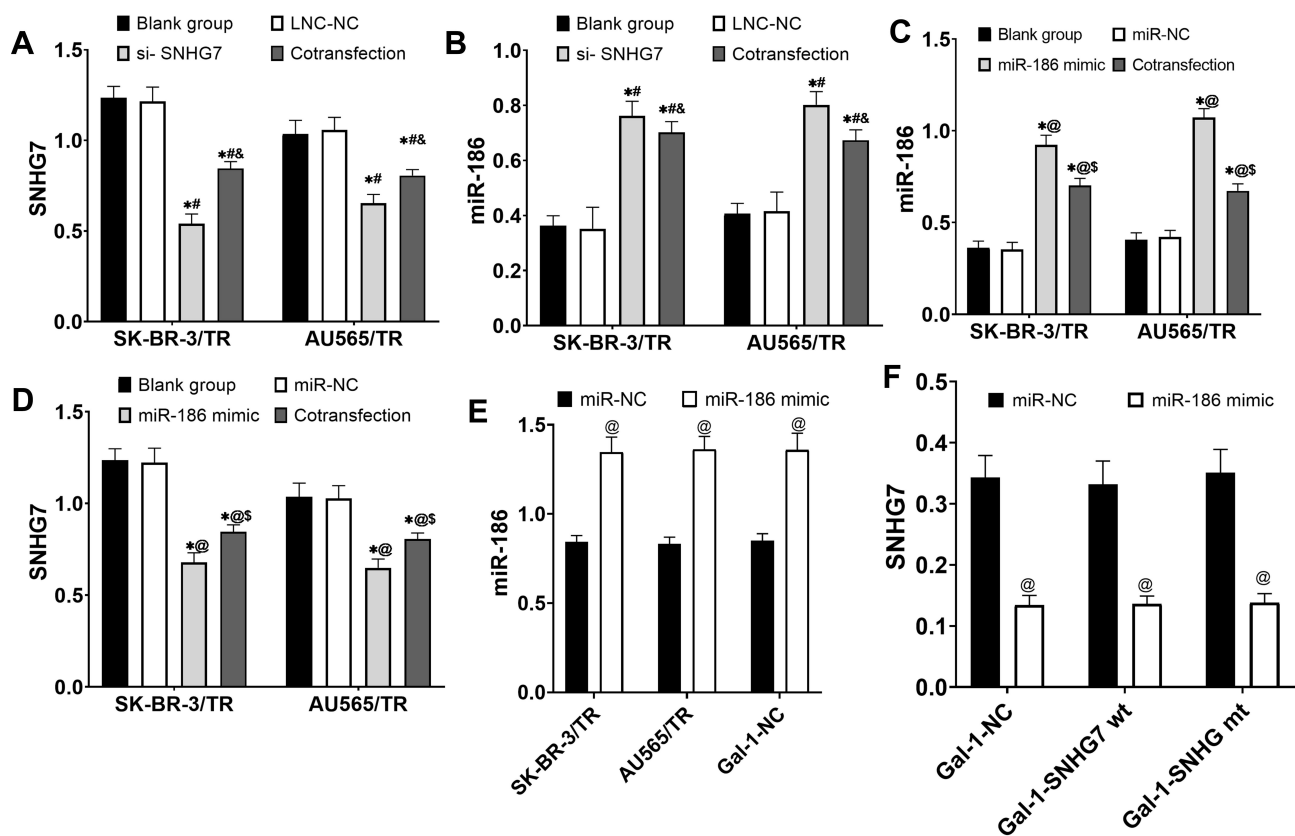 A
Blank group LNC-NC
si- SNHG7 Cotransfection
SNHG7
1.5
1.0
0.5
0.0
*#
*#&
*#
*#&
SK-BR-3/TR AU565/TR
B
Blank group LNC-NC
si- SNHG7 Cotransfection
miR-186
1.0
0.8
0.6
0.4
0.2
0.0
*#
*#&
*#
*#&
SK-BR-3/TR AU565/TR
C
Blank group miR-NC
miR-186 mimic Cotransfection
miR-186
1.5
1.0
0.5
0.0
*@
*@$
*@
*@$
SK-BR-3/TR AU565/TR
D
Blank group miR-NC
miR-186 mimic Cotransfection
SNHG7
1.5
1.0
0.5
0.0
*@
*@$
*@
*@$
SK-BR-3/TR AU565/TR
E
miR-NC miR-186 mimic
miR-186
1.5
1.0
0.5
0.0
@
@
@
SK-BR-3/TR
AU565/TR
Gal-1-NC
F
miR-NC miR-186 mimic
SNHG7
0.5
0.4
0.3
0.2
0.1
0.0
@
@
@
Gal-1-NC
Gal-1-SNHG7 wt
Gal-1-SNHG mt